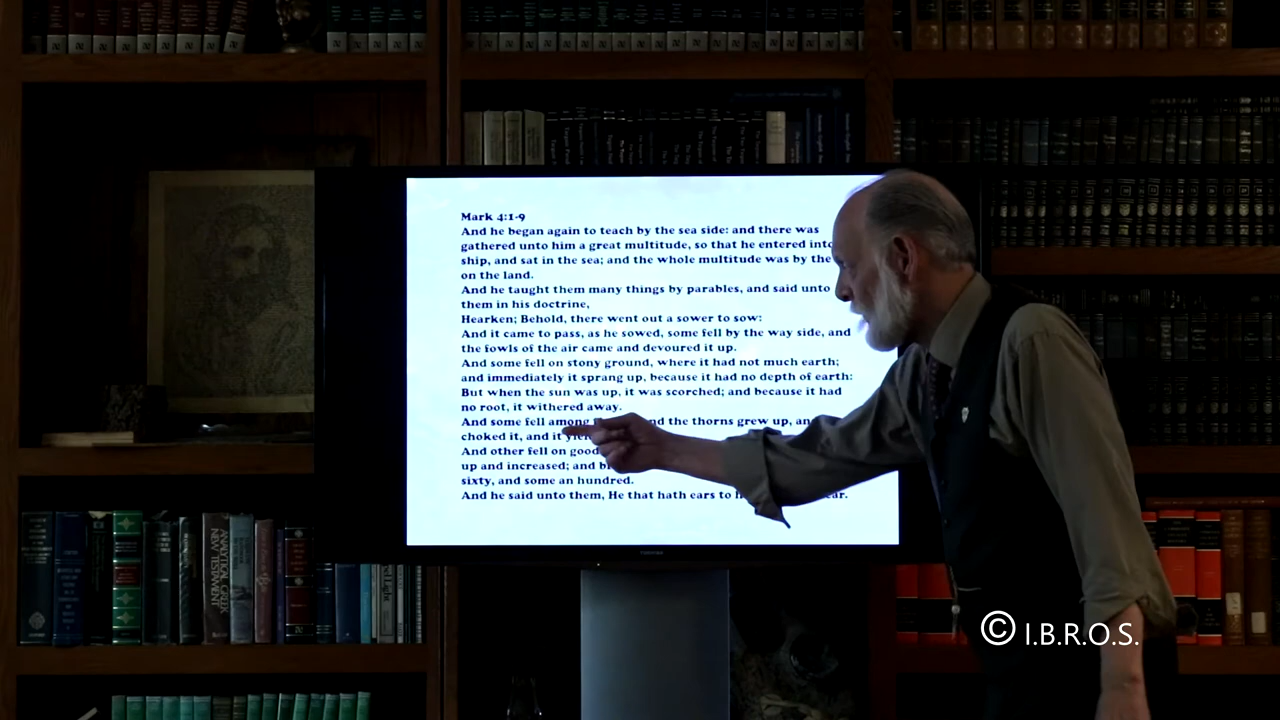 Mark 4:1-9
And he began again to teach by the sea side: and there was
gathered unto him a great multitude, so that he entered into
ship, and sat in the sea; and the whole multitude was by the
on the land.
And he taught them many things by parables, and said unto
them in his doctrine,
Hearken; Behold, there went out a sower to sow:
And it came to pass, as he sowed, some fell by the way side, and
the fowls of the air came and devoured it up.
And some fell on stony ground, where it had not much earth;
and immediately it sprang up, because it had no depth of earth:
But when the sun was up, it was scorched; and because it had
no root, it withered away.
And some fell among and the thorns grew up, and
choked it, and it
And other fell on good
up and increased; and
sixty, and some an hundred.
And he said unto them, He that hath ears to
ANALYTICAL GREEK
NEW TESTAMENT
TOSHIBA
© I.B.R.O.S.